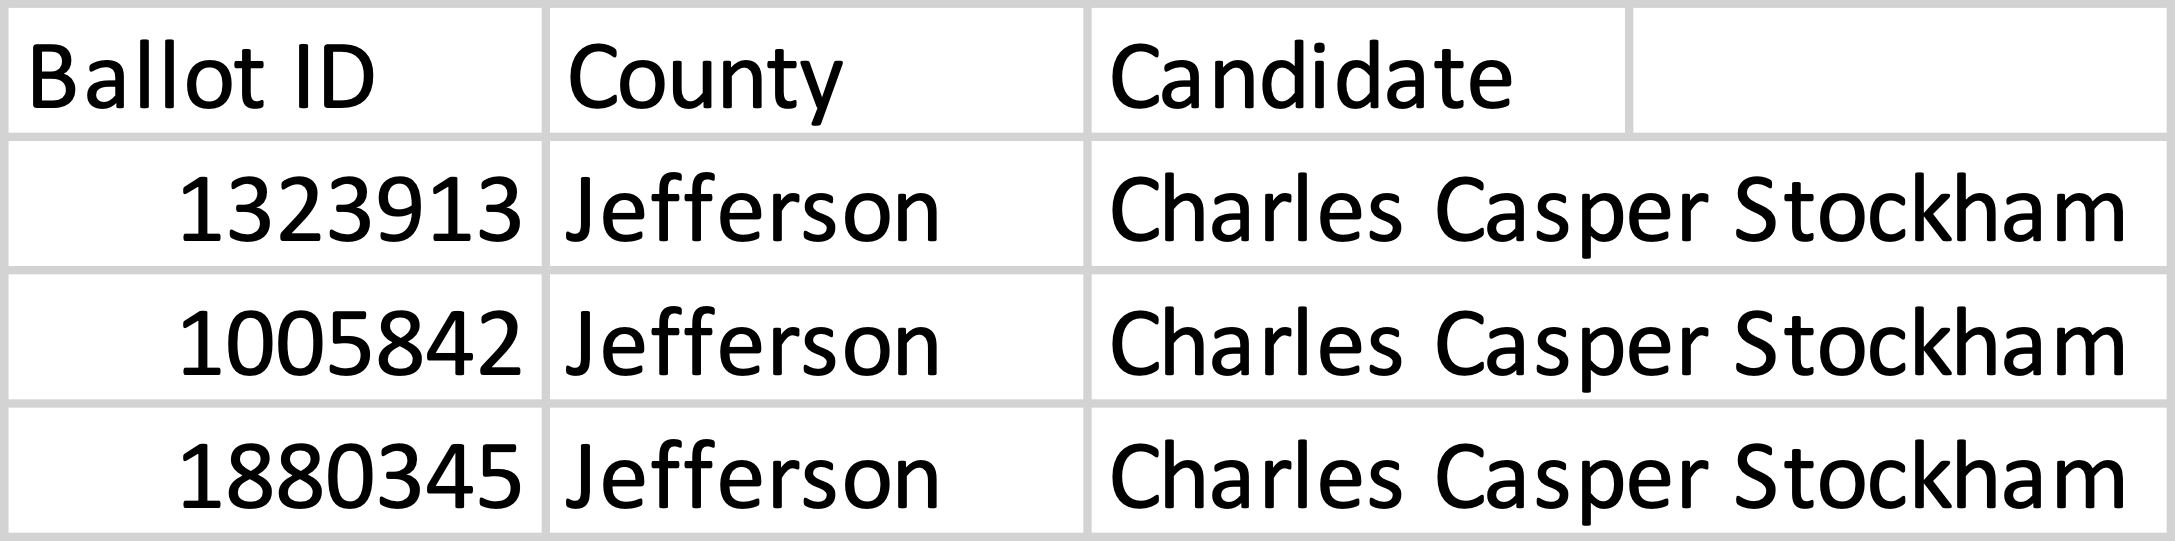 Ballot ID County Candidate
1323913 Jefferson Charles Casper Stockham
1005842 Jefferson Charles Casper Stockham
1880345 Jefferson Charles Casper Stockham